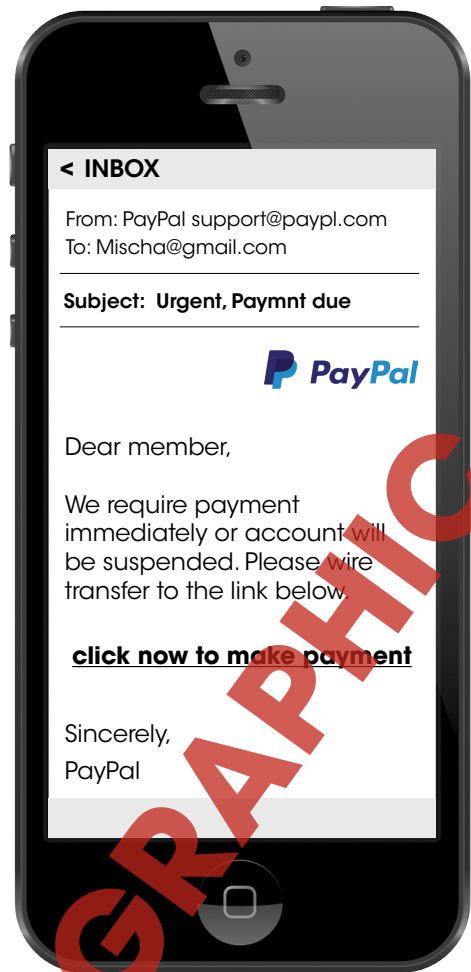 < INBOX
From: PayPal support@paypl.com
To: Mischa@gmail.com
Subject: Urgent, Paymnt due
PayPal
Dear member,
We require payment
immediately or account will
be suspended. Please wire
transfer to the link below.
click now to make payment
Sincerely,
PayPal
GRAPHIC